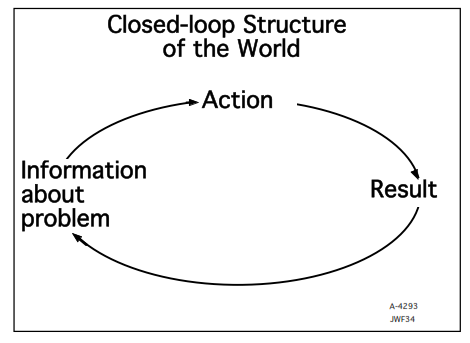 Closed-loop Structure
of the World
Action
Information
about
problem
Result
A-4293
JWF34